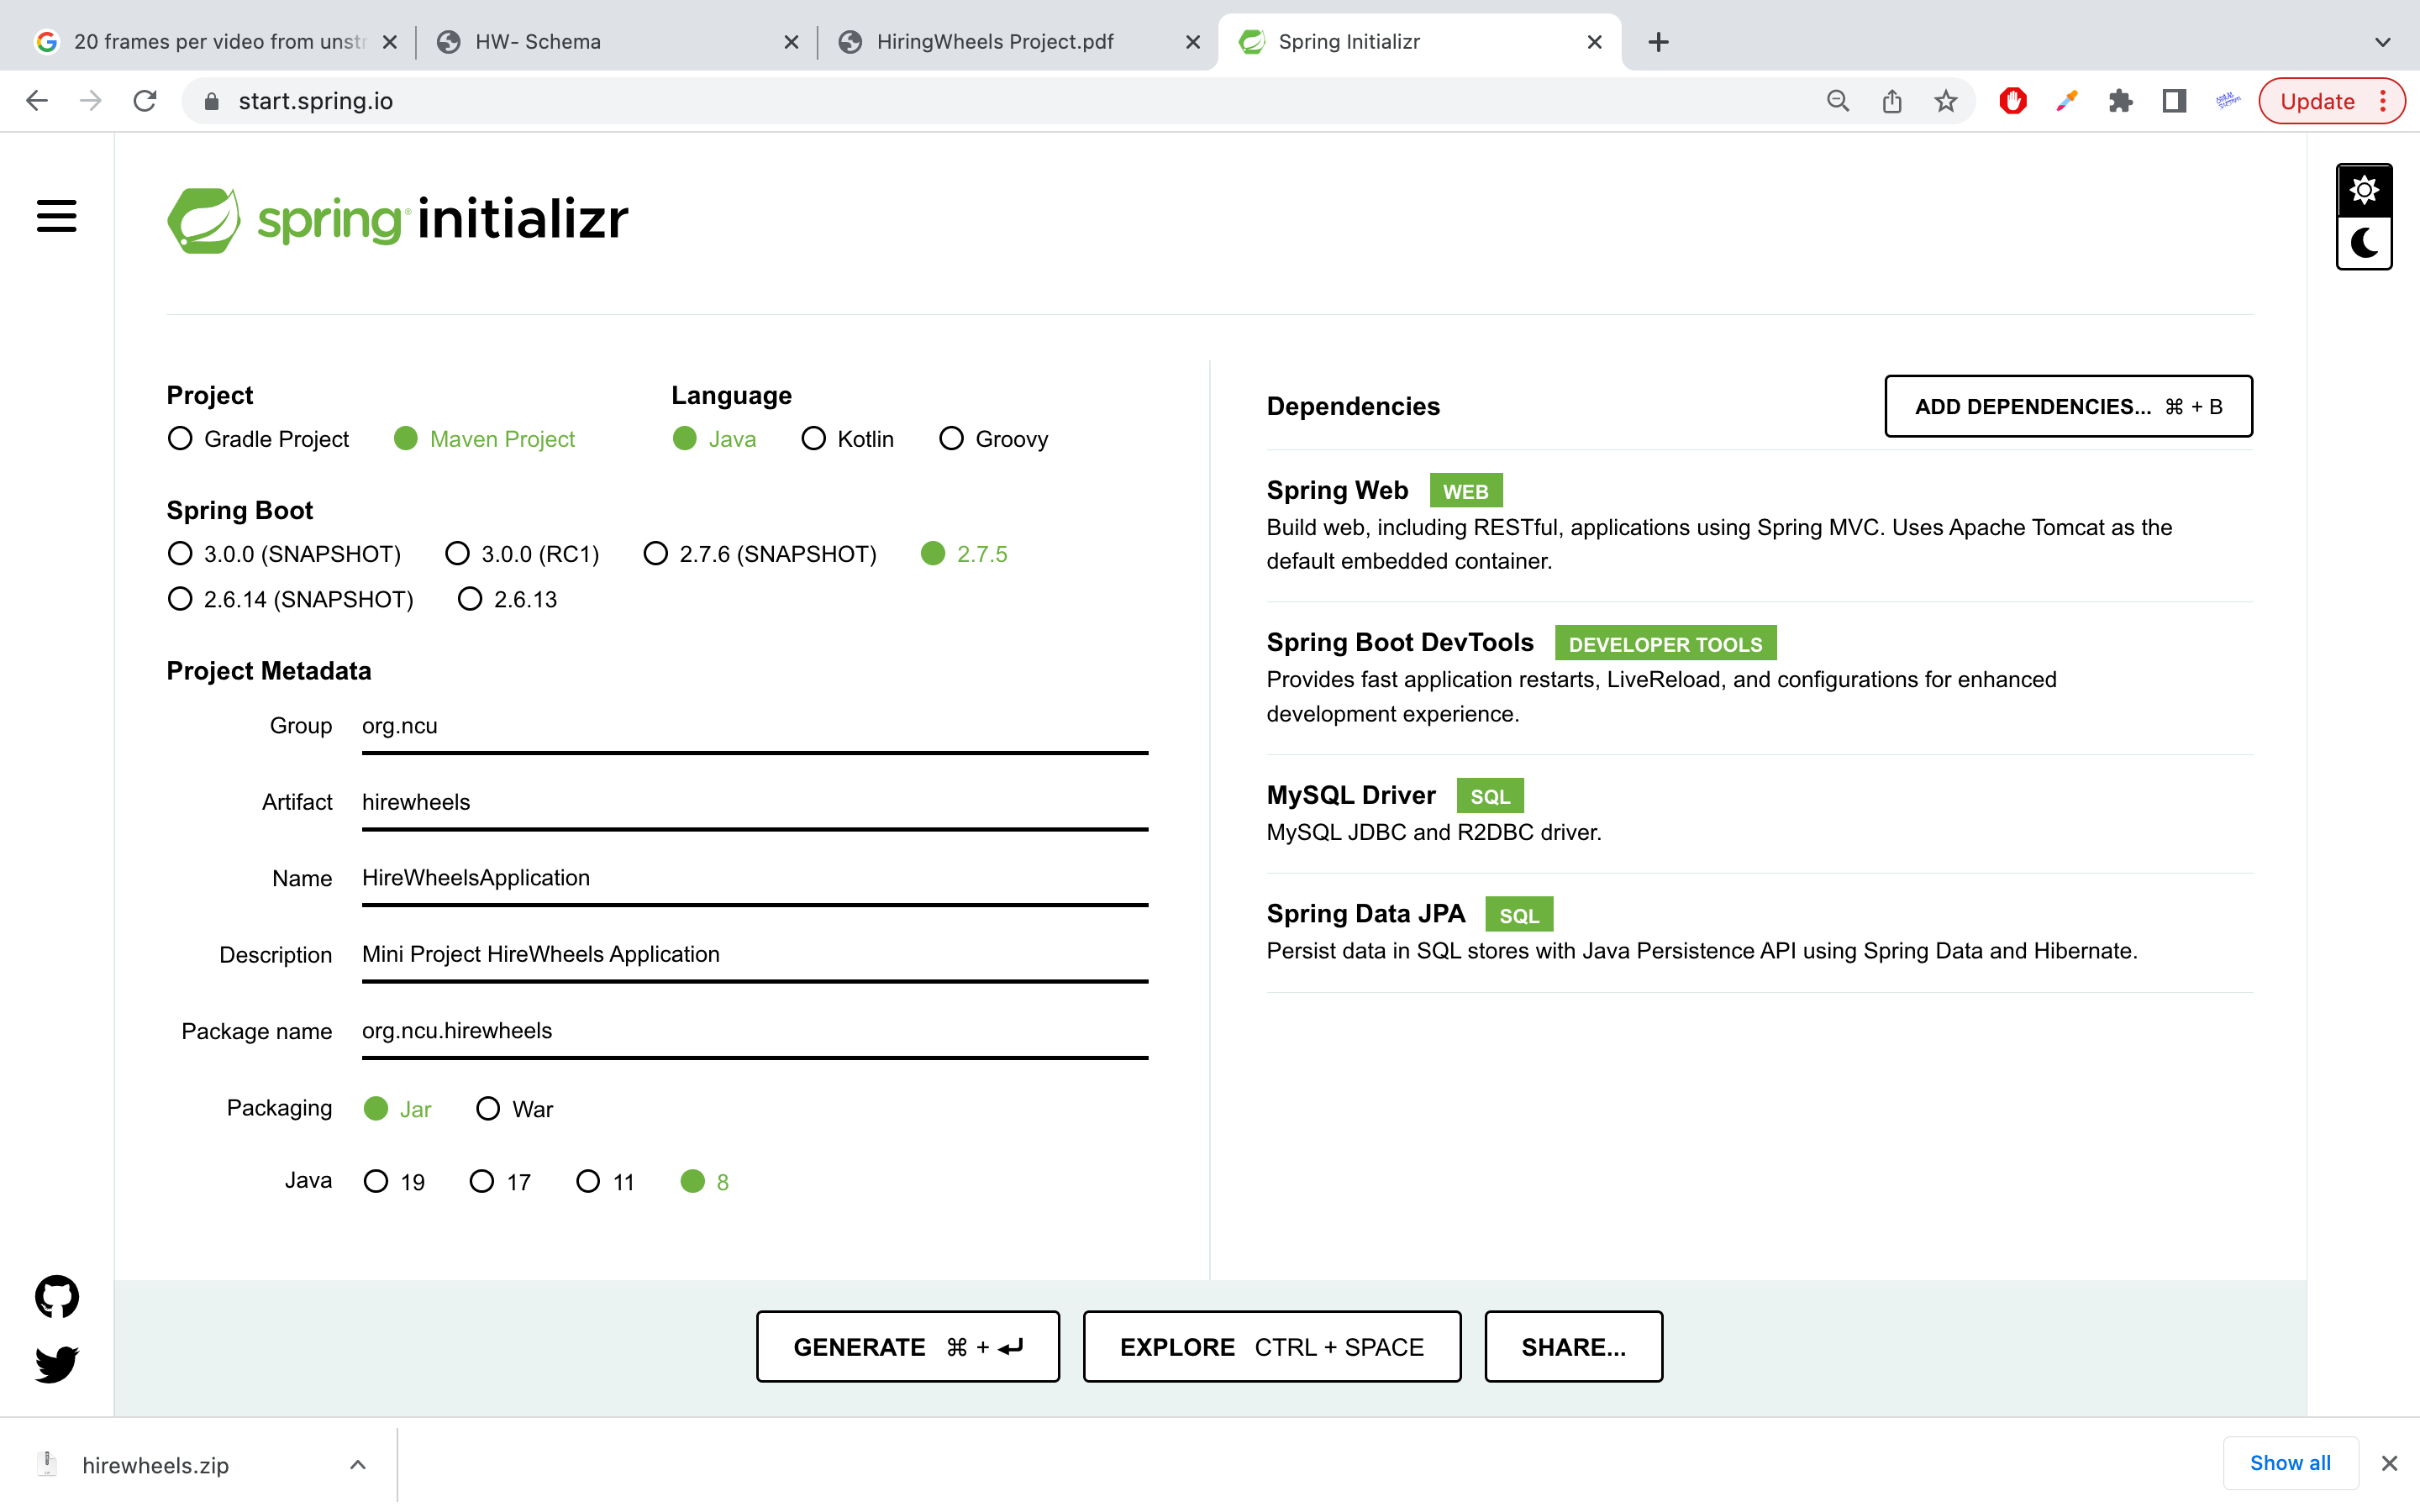 20 frames per video from unstr
HW- Schema
HiringWheels Project.pdf
Spring Initializr
start.spring.io
Update
spring initializr
Project
Gradle Project
Maven Project
Language
Java
Kotlin
Groovy
Spring Boot
3.0.0 (SNAPSHOT)
3.0.0 (RC1)
2.7.6 (SNAPSHOT)
2.7.5
2.6.14 (SNAPSHOT)
2.6.13
Project Metadata
Group
org.ncu
Artifact
hirewheels
Name
HireWheelsApplication
Description
Mini Project HireWheels Application
Package name
org.ncu.hirewheels
Packaging
Jar
War
Java
19
17
11
8
Dependencies
ADD DEPENDENCIES... ⌘ + B
Spring Web WEB
Build web, including RESTful, applications using Spring MVC. Uses Apache Tomcat as the
default embedded container.
Spring Boot DevTools DEVELOPER TOOLS
Provides fast application restarts, LiveReload, and configurations for enhanced
development experience.
MySQL Driver SQL
MySQL JDBC and R2DBC driver.
Spring Data JPA SQL
Persist data in SQL stores with Java Persistence API using Spring Data and Hibernate.
GENERATE ⌘ + ↵
EXPLORE CTRL + SPACE
SHARE...
hirewheels.zip
Show all